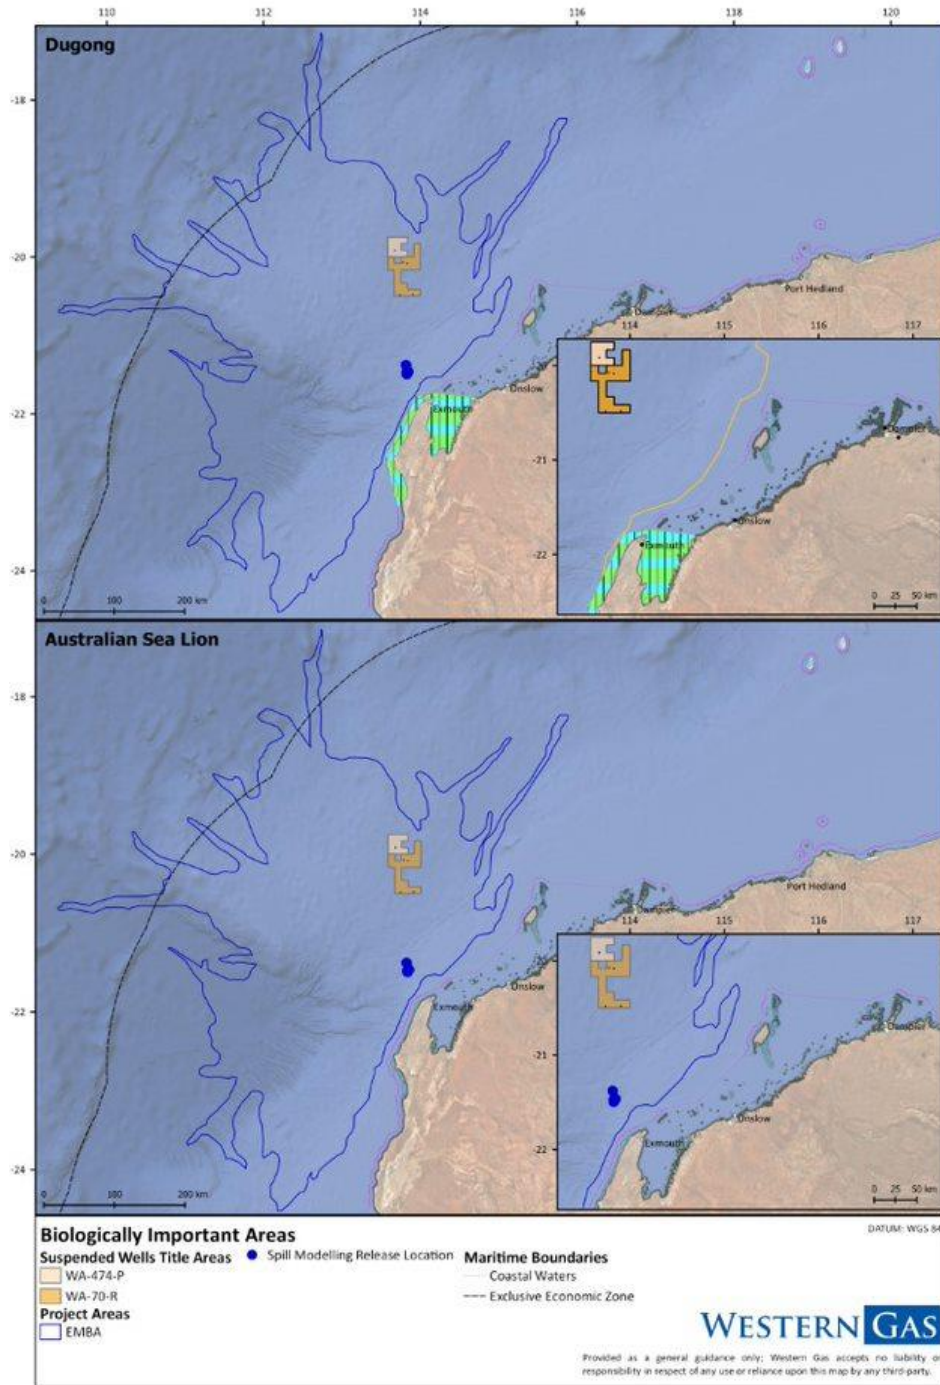 110 112 114 116 118 120
Dugong
-18
-20
Port Hedland
Dampier
114 115 116 117
-22
Onslow
Exmouth
-21
Dampier
Onslow
-22
Exmouth
-24
0 100 200 km
0 25 50 km
Australian Sea Lion
-18
-20
Port Hedland
Dampier
114 115 116 117
-22
Onslow
Exmouth
-21
Dampier
Onslow
-22
Exmouth
-24
0 100 200 km
0 25 50 km
Biologically Important Areas
DATUM: WGS 84
Suspended Wells Title Areas
Spill Modelling Release Location
Maritime Boundaries
WA-474-P
Coastal Waters
WA-70-R
Exclusive Economic Zone
Project Areas
EMBA
WESTERN GAS
Provided as a general guidance only; Western Gas accepts no liability or
responsibility in respect of any use or reliance upon this map by any third-party.